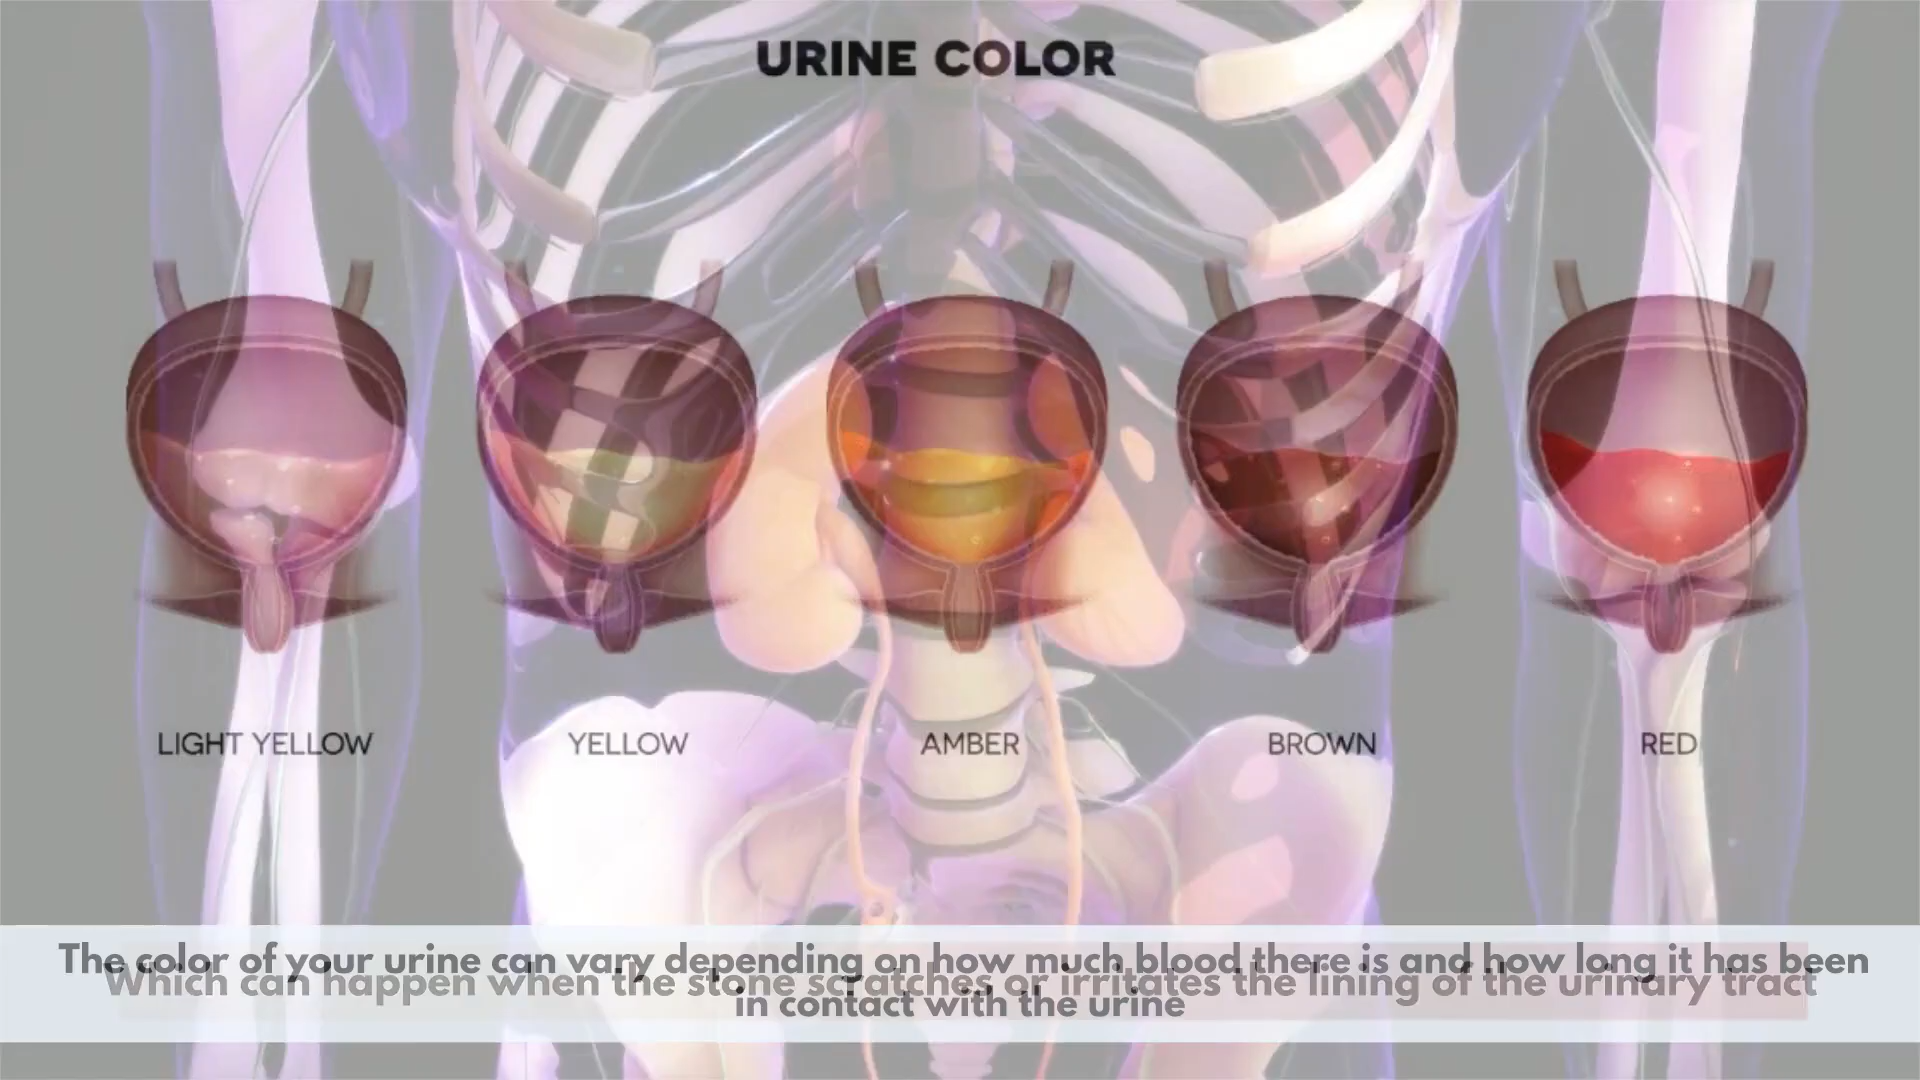 URINE COLOR
LIGHT YELLOW
YELLOW
AMBER
BROWN
RED
The color of your urine can vary depending on how much blood there is and how long it has been
in contact with the urine
Which can happen when the stone scratches or irritates the lining of the urinary tract